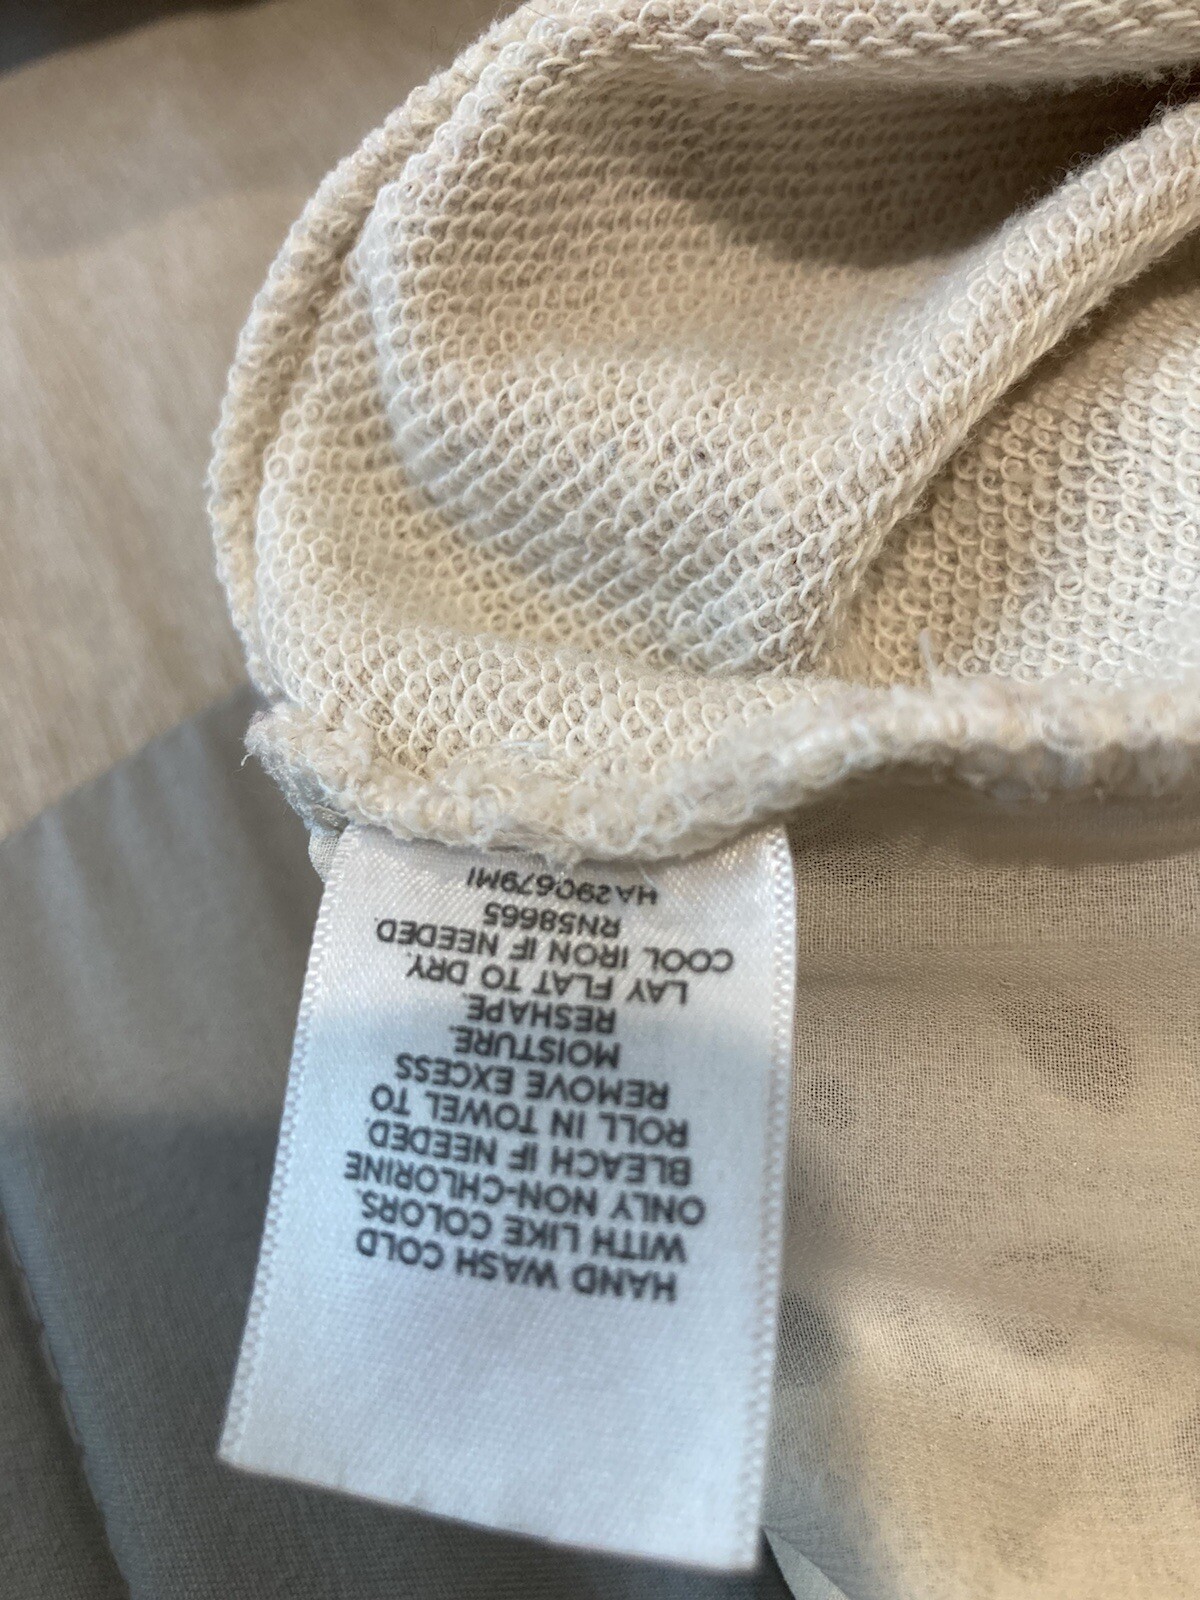 HAND WASH COLD
WITH LIKE COLORS.
ONLY NON-CHLORINE
BLEACH IF NEEDED.
ROLL IN TOWEL TO
REMOVE EXCESS
MOISTURE.
RESHAPE.
LAY FLAT TO DRY.
COOL IRON IF NEEDED.
RN58665
HA29C679MI